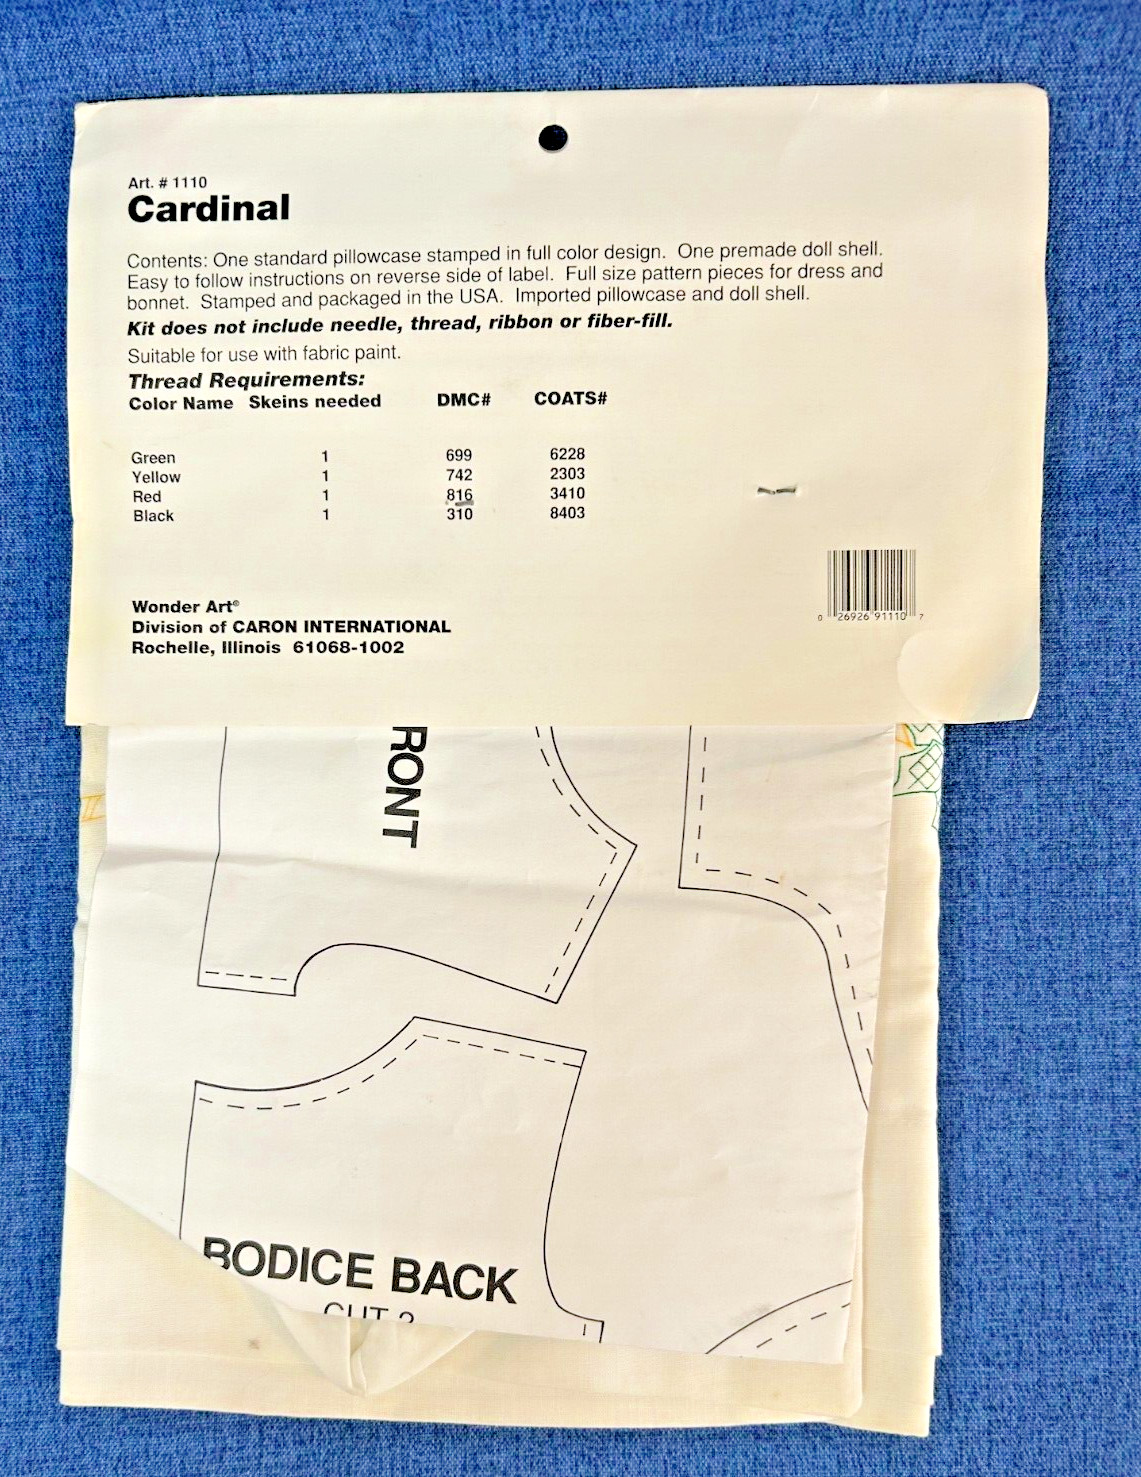 Art. # 1110
Cardinal
Contents: One standard pillowcase stamped in full color design. One premade doll shell.
Easy to follow instructions on reverse side of label. Full size pattern pieces for dress and
bonnet. Stamped and packaged in the USA. Imported pillowcase and doll shell.
Kit does not include needle, thread, ribbon or fiber-fill.
Suitable for use with fabric paint.
Thread Requirements:
Color Name Skeins needed DMC# COATS#
Green 1 699 6228
Yellow 1 742 2303
Red 1 816 3410
Black 1 310 8403
Wonder Art®
Division of CARON INTERNATIONAL
Rochelle, Illinois 61068-1002
0 26926 91110 7
RONT
BODICE BACK
CUT 2